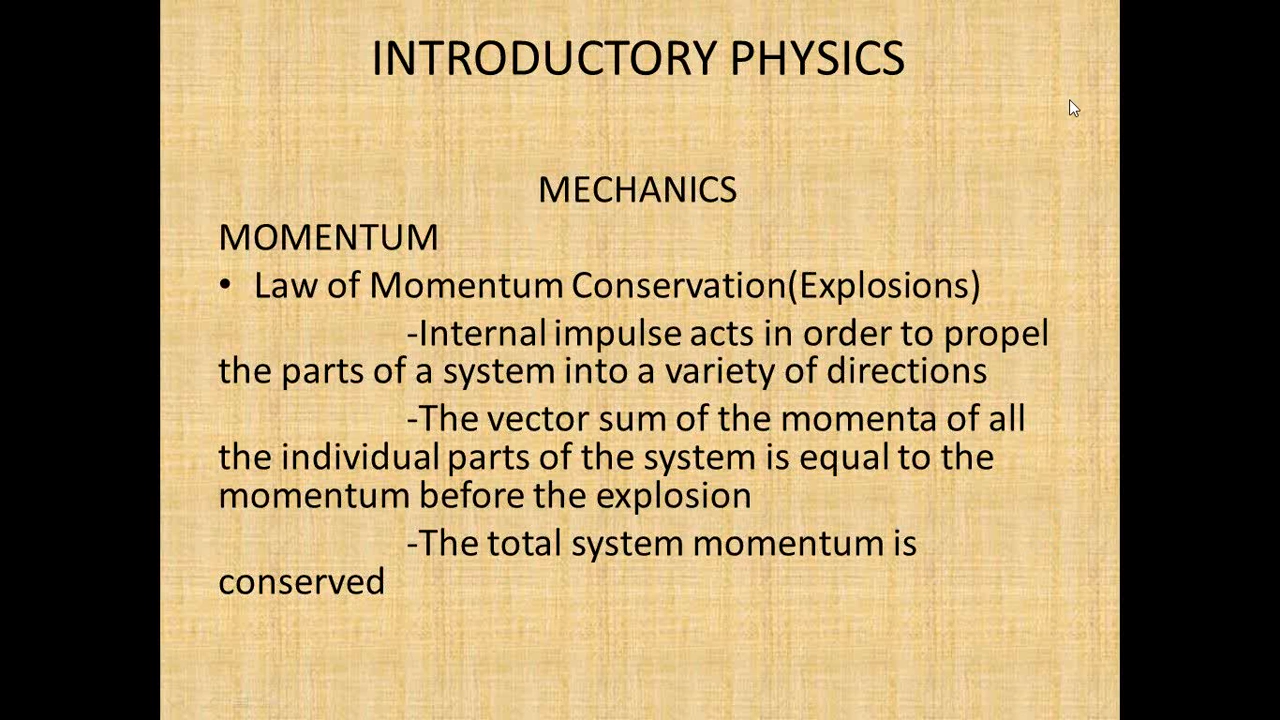 INTRODUCTORY PHYSICS
MECHANICS
MOMENTUM
• Law of Momentum Conservation(Explosions)
-Internal impulse acts in order to propel
the parts of a system into a variety of directions
-The vector sum of the momenta of all
the individual parts of the system is equal to the
momentum before the explosion
-The total system momentum is
conserved